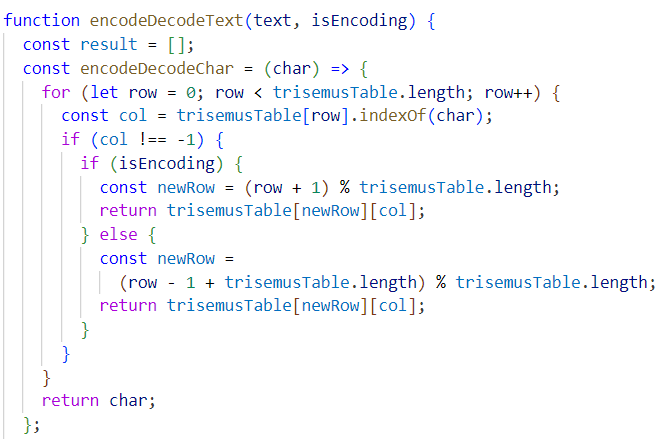 function encodeDecodeText(text, isEncoding) {
  const result = [];
  const encodeDecodeChar = (char) => {
    for (let row = 0; row < trisemusTable.length; row++) {
      const col = trisemusTable[row].indexOf(char);
      if (col !== -1) {
        if (isEncoding) {
          const newRow = (row + 1) % trisemusTable.length;
          return trisemusTable[newRow][col];
        } else {
          const newRow =
            (row - 1 + trisemusTable.length) % trisemusTable.length;
          return trisemusTable[newRow][col];
        }
      }
    }
    return char;
  };